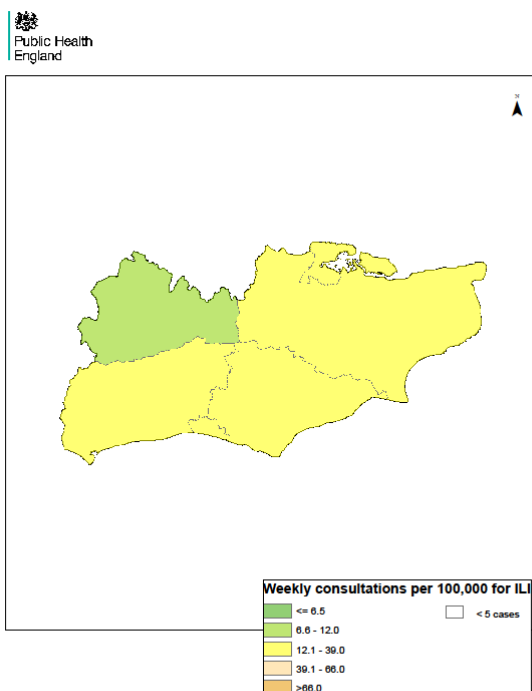 Public Health
England
N
Weekly consultations per 100,000 for ILI
<= 6.5
< 5 cases
6.6 - 12.0
12.1 - 39.0
39.1 - 66.0
>66.0